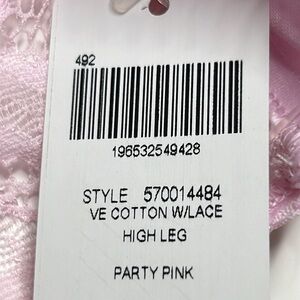 492
196532549428
STYLE 570014484
VE COTTON W/LACE
HIGH LEG
PARTY PINK